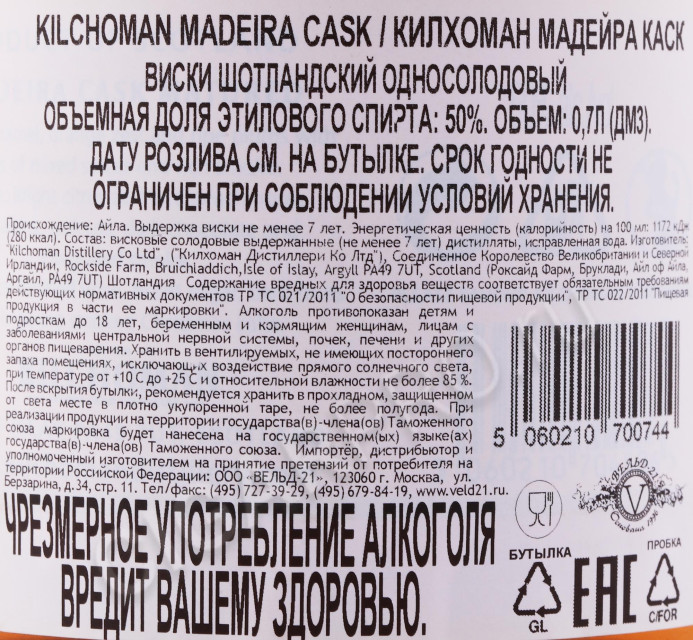 KILCHOMAN MADEIRA CASK / КИЛХОМАН МАДЕЙРА КАСК
ВИСКИ ШОТЛАНДСКИЙ ОДНОСОЛОДОВЫЙ
ОБЪЕМНАЯ ДОЛЯ ЭТИЛОВОГО СПИРТА: 50%. ОБЪЕМ: 0,7Л (ДМ3).
ДАТУ РОЗЛИВА СМ. НА БУТЫЛКЕ. СРОК ГОДНОСТИ НЕ
ОГРАНИЧЕН ПРИ СОБЛЮДЕНИИ УСЛОВИЙ ХРАНЕНИЯ.
Происхождение: Айла. Выдержка виски не менее 7 лет. Энергетическая ценность (калорийность) на 100 мл: 1172 кДж
(280 ккал). Состав: висковые солодовые выдержанные (не менее 7 лет) дистилляты, исправленная вода. Изготовитель:
"Kilchoman Distillery Co Ltd", ("Килхоман Дистиллери Ко Лтд"), Соединенное Королевство Великобритании и Северной
Ирландии, Rockside Farm, Bruichladdich,Isle of Islay, Argyll PA49 7UT, Scotland (Роксайд Фарм, Бруклади, Айл оф Айла,
Аргайл, PA49 7UT) Шотландия Содержание вредных для здоровья веществ соответствует обязательным требованиям
действующих нормативных документов ТР ТС 021/2011 "О безопасности пищевой продукции", ТР ТС 022/2011 "Пищевая
продукция в части ее маркировки". Алкоголь противопоказан детям и
подросткам до 18 лет, беременным и кормящим женщинам, лицам с
заболеваниями центральной нервной системы, почек, печени и других
органов пищеварения. Хранить в вентилируемых, не имеющих постороннего
запаха помещениях, исключающих воздействие прямого солнечного света,
при температуре от +10 С до +25 С и относительной влажности не более 85 %.
После вскрытия бутылки, рекомендуется хранить в прохладном, защищенном
от света месте в плотно укупоренной таре, не более полугода. При
реализации продукции на территории государства(в)-члена(ов) Таможенного
союза маркировка будет нанесена на государственном(ых) языке(ах)
государства(в)-члена(ов) Таможенного союза. Импортёр, дистрибьютор и
уполномоченный изготовителем на принятие претензий от потребителя на
территории Российской Федерации: ООО «ВЕЛЬД-21», 123060 г. Москва, ул.
Берзарина, д.34, стр. 11. Тел/факс: (495) 727-39-29, (495) 679-84-19, www.veld21.ru.
5 060210 700744
ВЕЛЬД-21
Основана 1996
ЧРЕЗМЕРНОЕ УПОТРЕБЛЕНИЕ АЛКОГОЛЯ
ВРЕДИТ ВАШЕМУ ЗДОРОВЬЮ.
БУТЫЛКА
GL
EAC
ПРОБКА
C/FOR